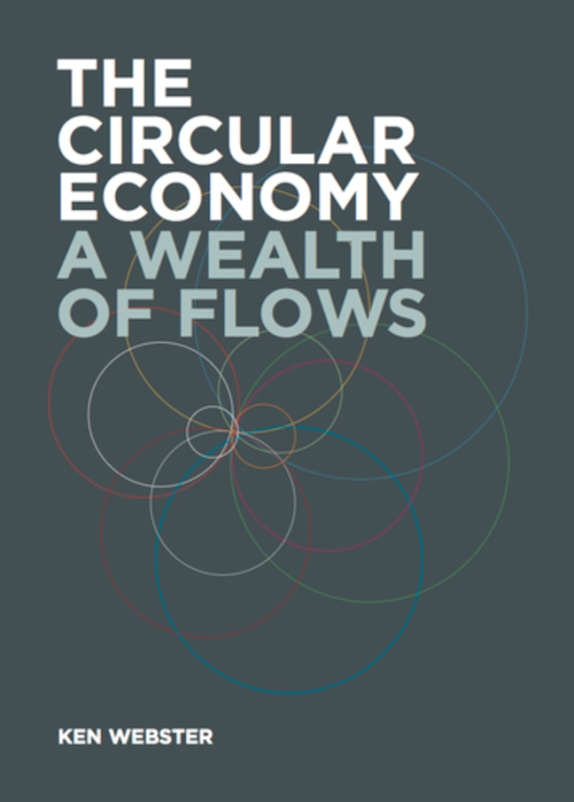 THE
CIRCULAR
ECONOMY
A WEALTH
OF FLOWS
KEN WEBSTER